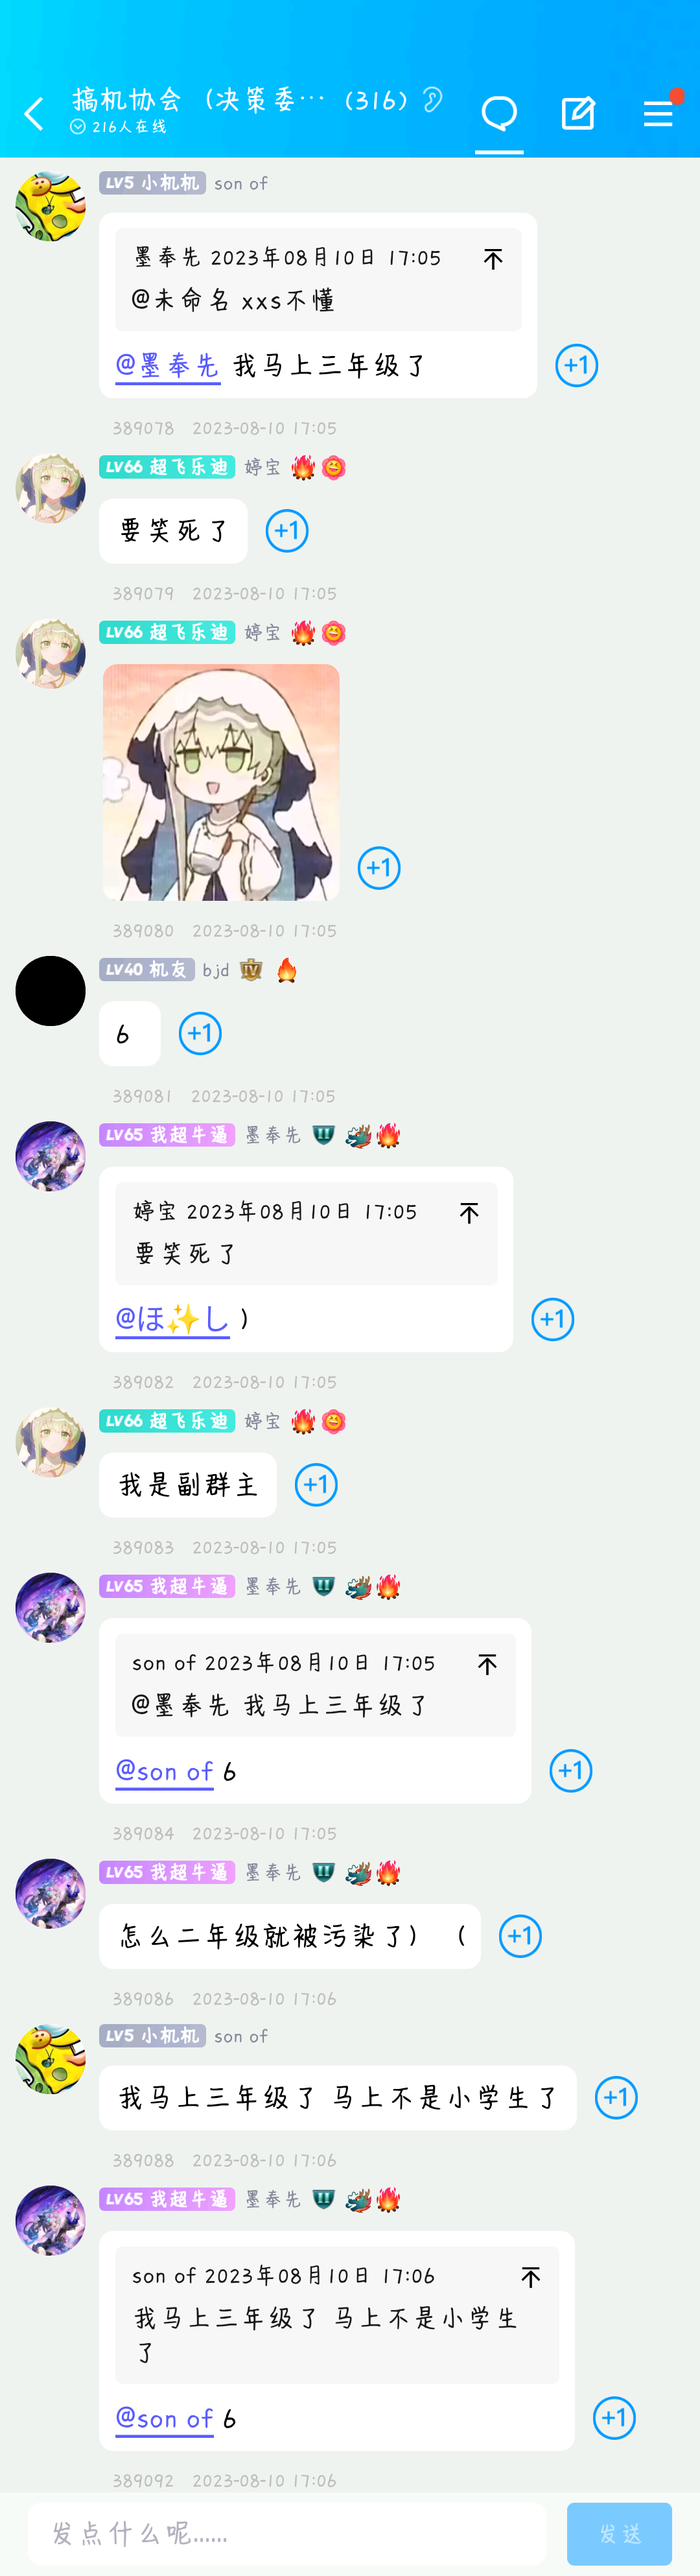 搞机协会 (决策委… (316)
216人在线
LV5 小机机 son of
墨奉先 2023年08月10日 17:05
@未命名 xxs不懂
@墨奉先 我马上三年级了
+1
389078 2023-08-10 17:05
LV66 超飞乐迪 婷宝
要笑死了
+1
389079 2023-08-10 17:05
LV66 超飞乐迪 婷宝
+1
389080 2023-08-10 17:05
LV40 机友 bjd IV
6
+1
389081 2023-08-10 17:05
LV65 我超牛逼 墨奉先
婷宝 2023年08月10日 17:05
要笑死了
@ほ✨し )
+1
389082 2023-08-10 17:05
LV66 超飞乐迪 婷宝
我是副群主
+1
389083 2023-08-10 17:05
LV65 我超牛逼 墨奉先
son of 2023年08月10日 17:05
@墨奉先 我马上三年级了
@son of 6
+1
389084 2023-08-10 17:05
LV65 我超牛逼 墨奉先
怎么二年级就被污染了) (
+1
389086 2023-08-10 17:06
LV5 小机机 son of
我马上三年级了 马上不是小学生了
+1
389088 2023-08-10 17:06
LV65 我超牛逼 墨奉先
son of 2023年08月10日 17:06
我马上三年级了 马上不是小学生
了
@son of 6
+1
389092 2023-08-10 17:06
发点什么呢......
发送